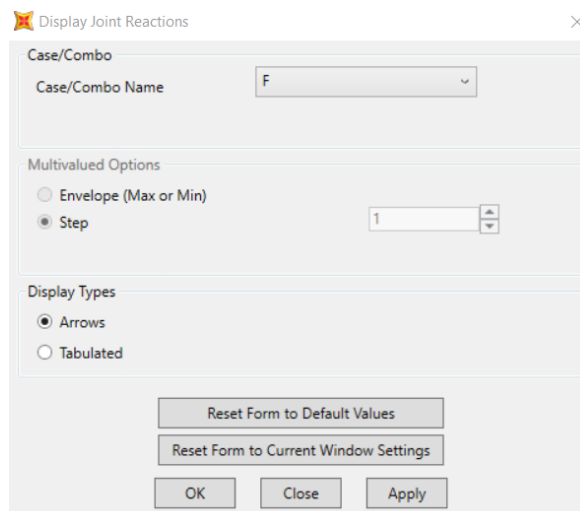 Display Joint Reactions
Case/Combo
Case/Combo Name F
Multivalued Options
Envelope (Max or Min)
Step 1
Display Types
Arrows
Tabulated
Reset Form to Default Values
Reset Form to Current Window Settings
OK Close Apply